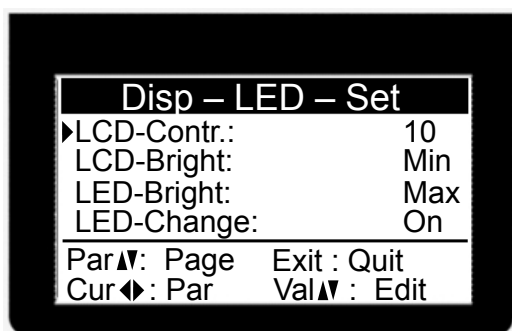 Disp – LED – Set
LCD-Contr.: 10
LCD-Bright: Min
LED-Bright: Max
LED-Change: On
Par▲▼: Page Exit : Quit
Cur◀▶: Par Val▲▼ : Edit